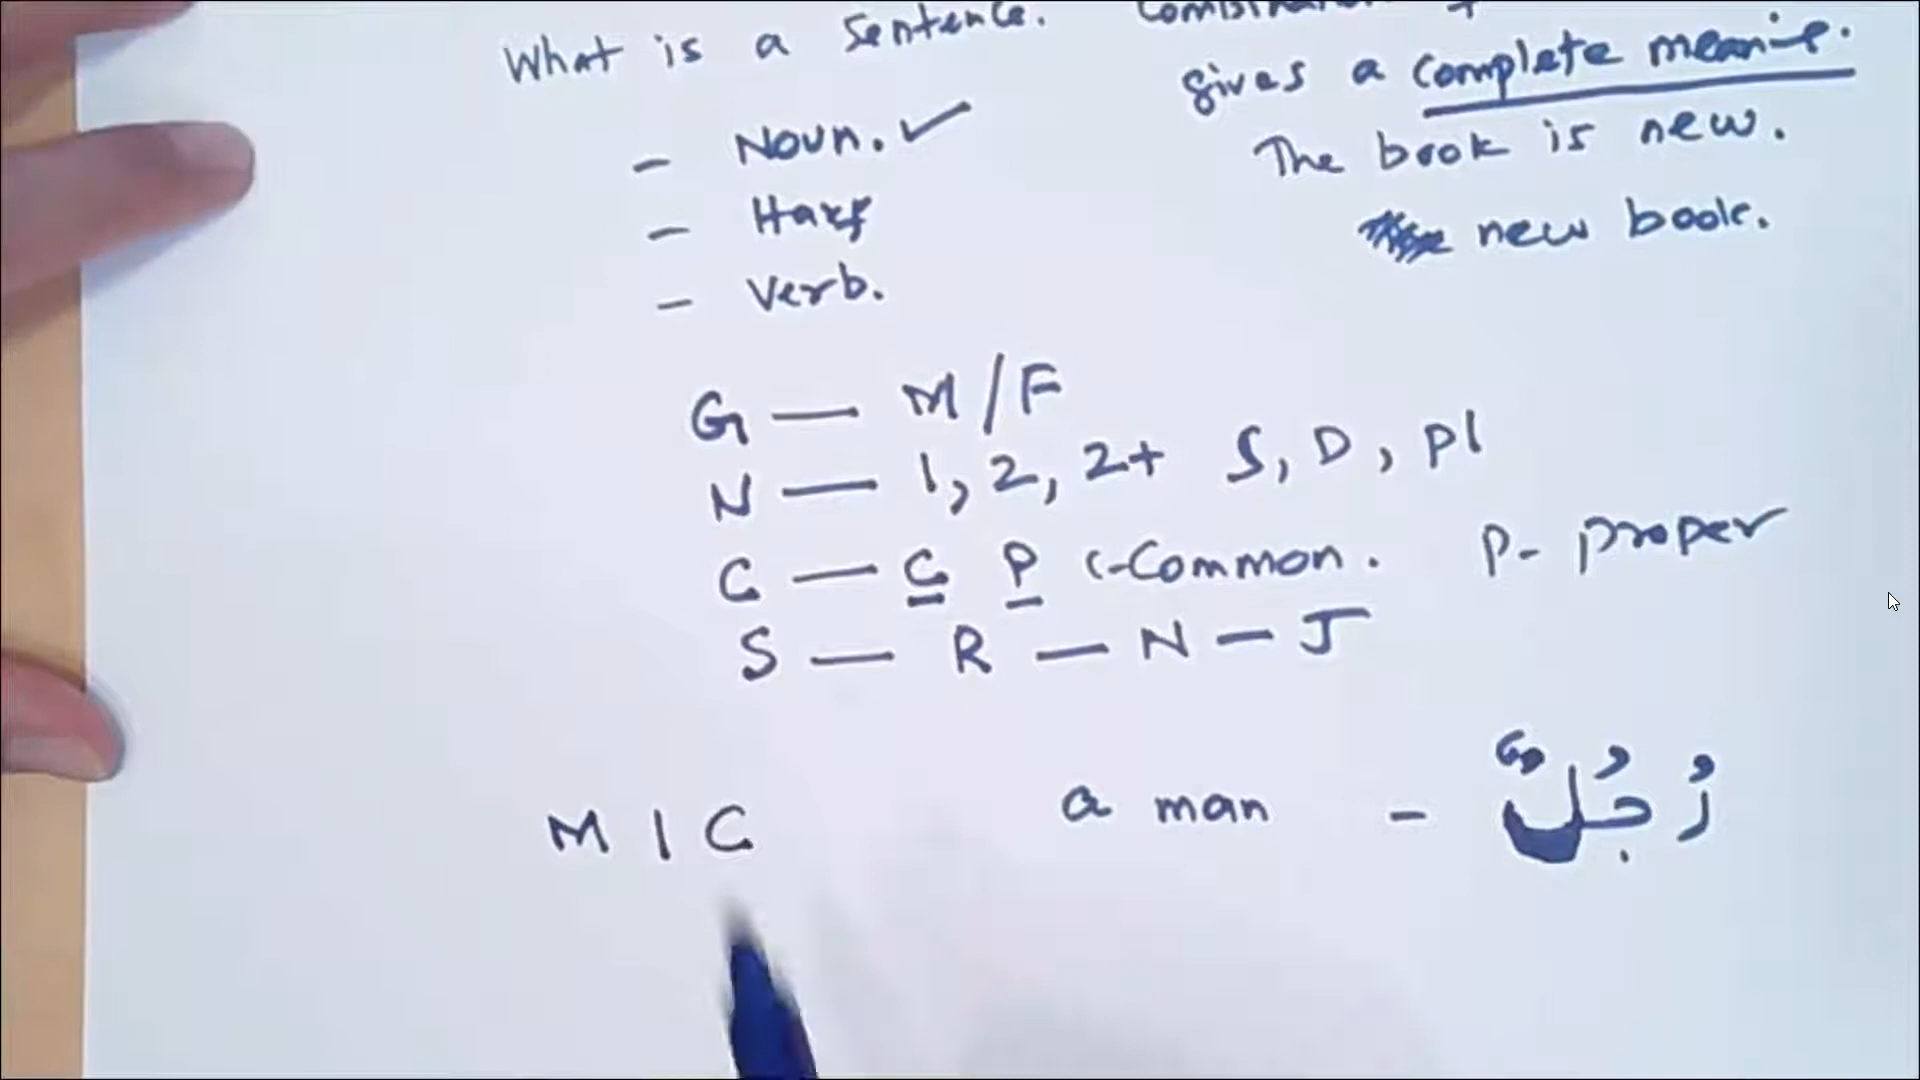 What is a Sentence.
gives a complete meaning.
- Noun. ✓
The book is new.
- Harf
new book.
- Verb.
G — M/F
N — 1, 2, 2+ S, D, Pl
C — C P C-Common. P- proper
S — R — N — J
M 1 C a man - رَجُلٌ